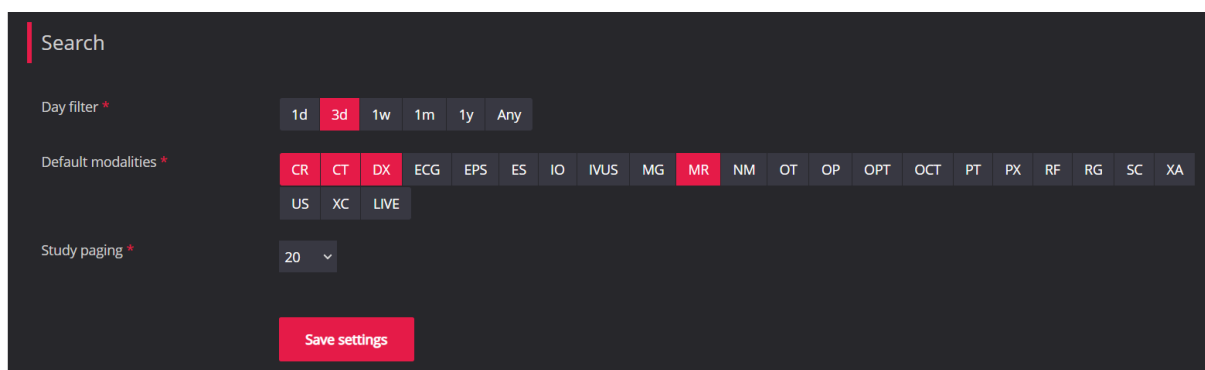 Search
Day filter * 1d 3d 1w 1m 1y Any
Default modalities * CR CT DX ECG EPS ES IO IVUS MG MR NM OT OP OPT OCT PT PX RF RG SC XA
US XC LIVE
Study paging * 20
Save settings